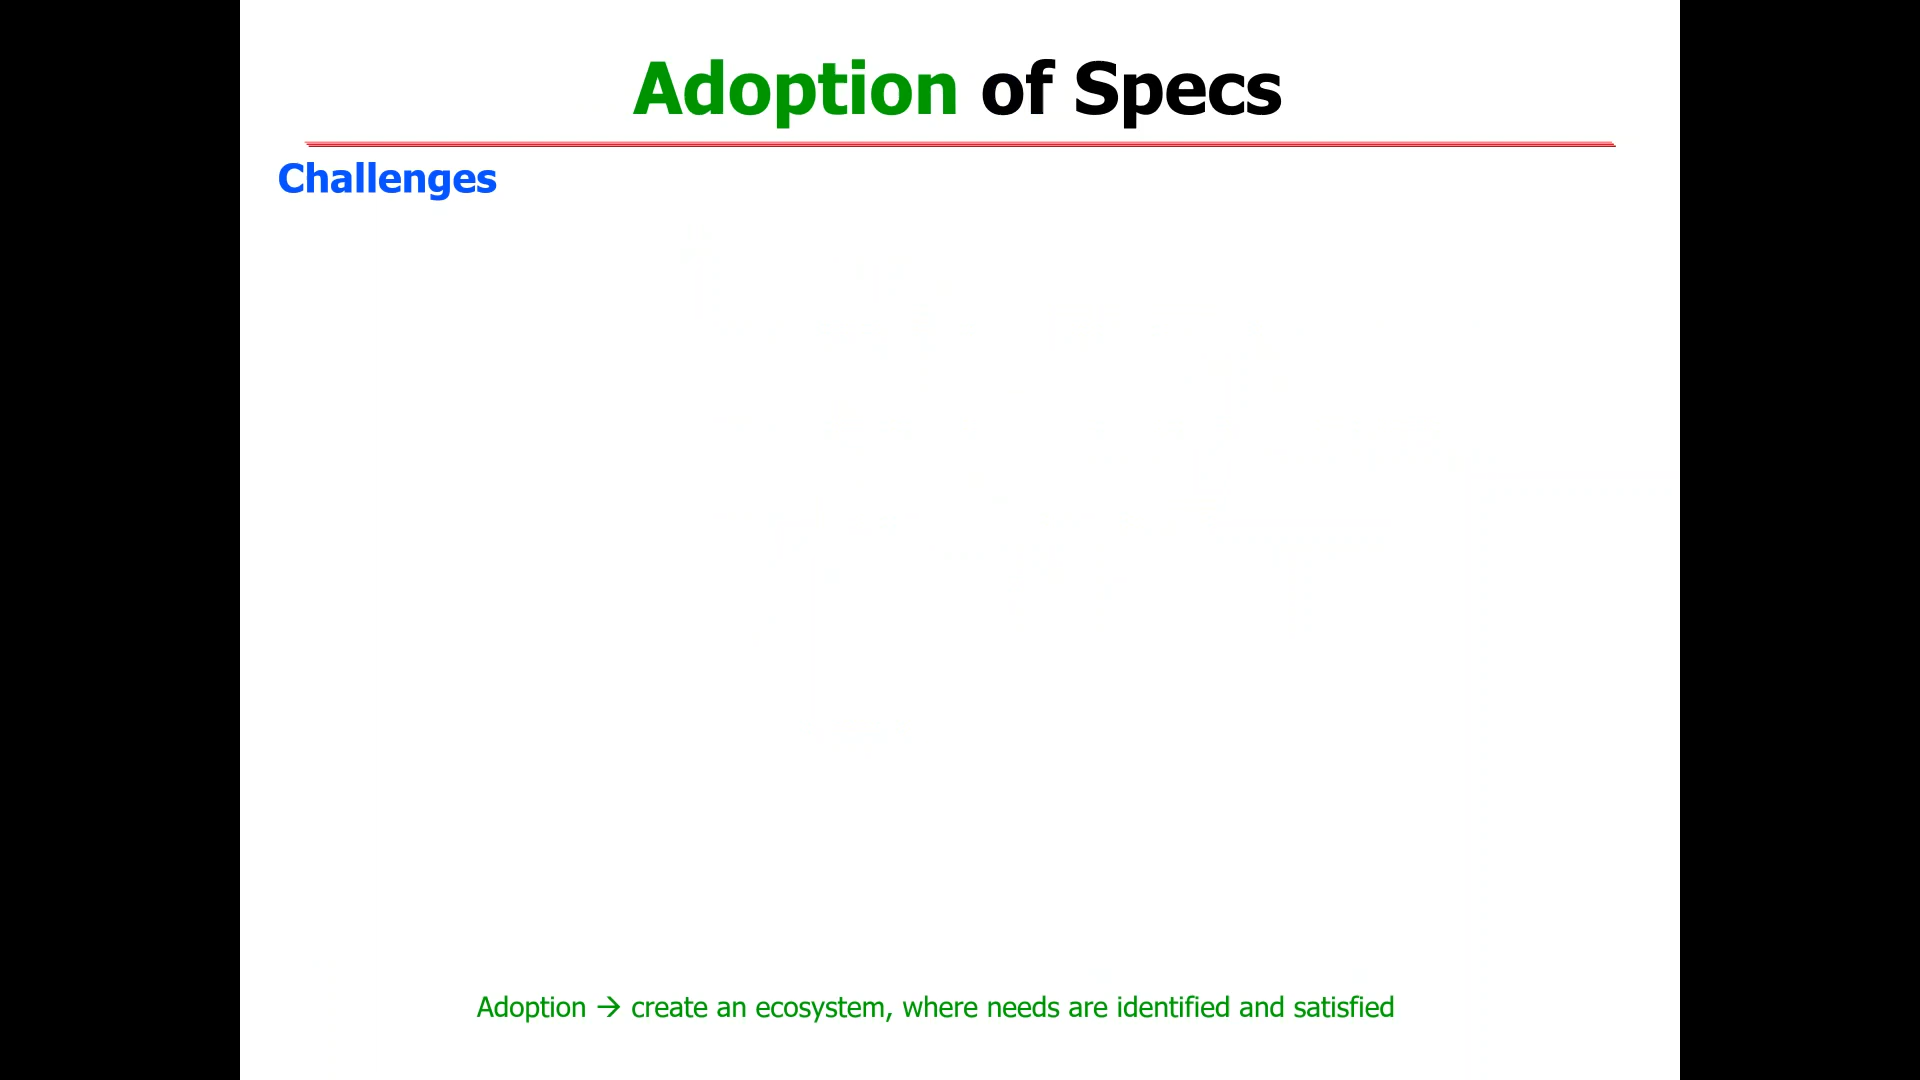 Adoption of Specs
Challenges
Adoption → create an ecosystem, where needs are identified and satisfied